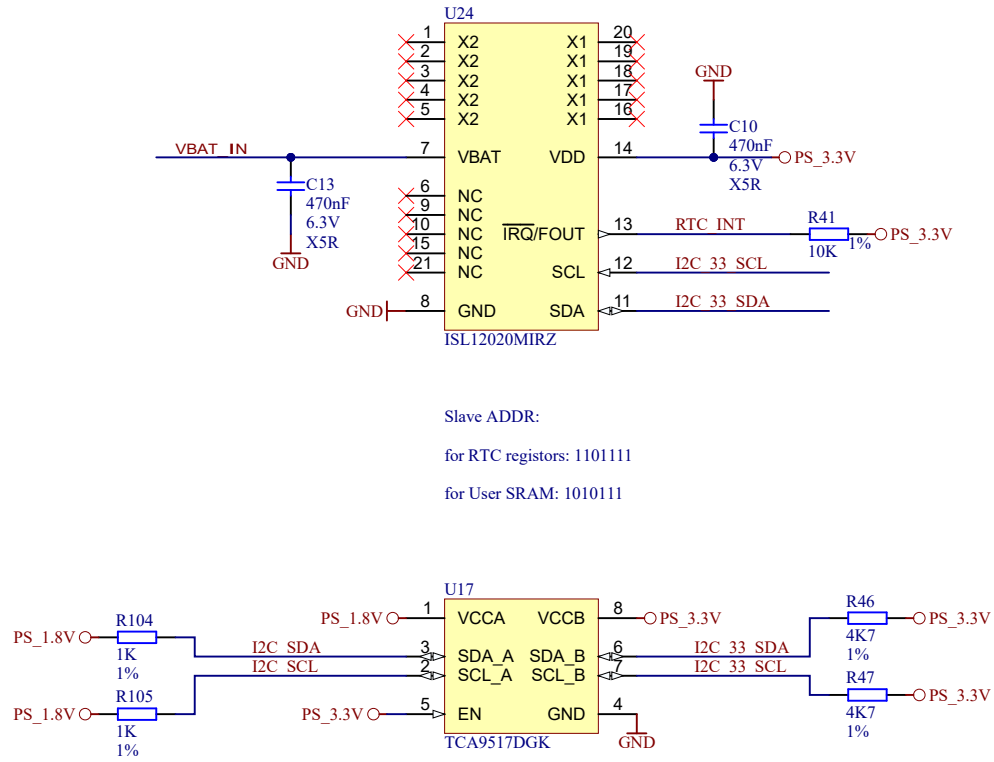 U24
1 X2 X1 20
2 X2 X1 19
3 X2 X1 18
4 X2 X1 17
5 X2 X1 16
GND
C10
470nF
6.3V
X5R
VBAT_IN 7 VBAT VDD 14 PS_3.3V
C13
470nF
6.3V
X5R
GND
6 NC
9 NC
10 NC IRQ/FOUT 13 RTC_INT R41 10K 1% PS_3.3V
15 NC
21 NC SCL 12 I2C_33_SCL
GND 8 GND SDA 11 I2C_33_SDA
ISL12020MIRZ
Slave ADDR:
for RTC registors: 1101111
for User SRAM: 1010111
U17
PS_1.8V 1 VCCA VCCB 8 PS_3.3V
PS_1.8V R104 1K 1% I2C_SDA 3 SDA_A SDA_B 6 I2C_33_SDA R46 4K7 1% PS_3.3V
PS_1.8V R105 1K 1% I2C_SCL 2 SCL_A SCL_B 7 I2C_33_SCL R47 4K7 1% PS_3.3V
PS_3.3V 5 EN GND 4 GND
TCA9517DGK